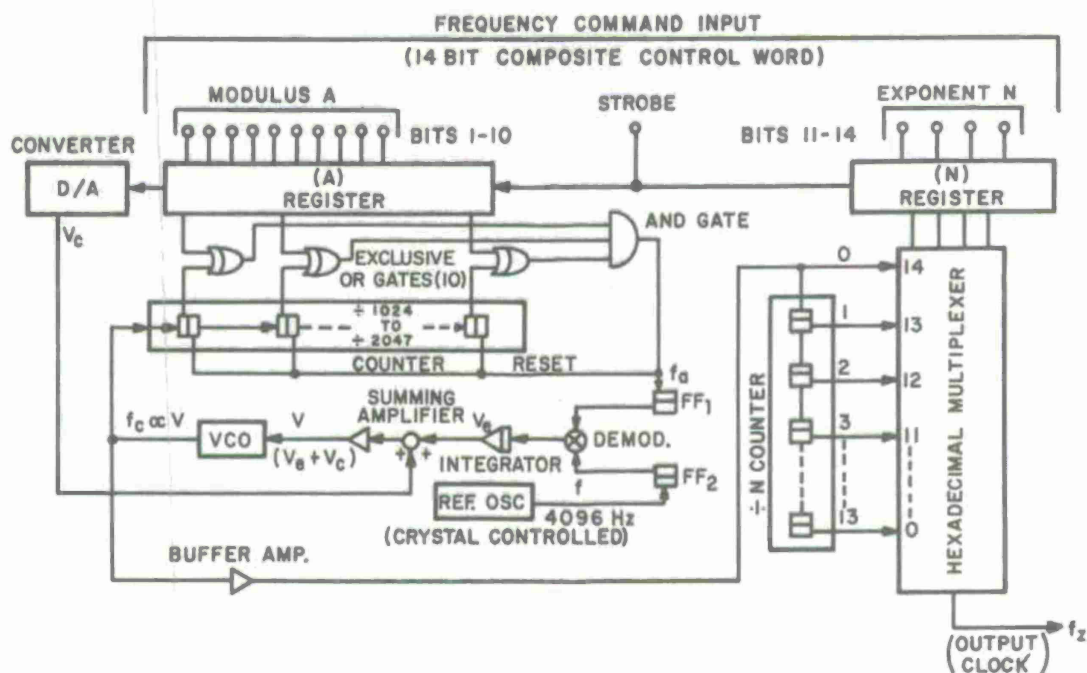 FREQUENCY COMMAND INPUT
(14 BIT COMPOSITE CONTROL WORD)
MODULUS A
STROBE
EXPONENT N
BITS 1-10
BITS 11-14
CONVERTER
D/A
(A)
REGISTER
(N)
REGISTER
Vc
AND GATE
EXCLUSIVE
OR GATES(10)
÷ 1024
TO
÷ 2047
COUNTER
RESET
0
14
1
13
2
12
3
11
13
0
÷N COUNTER
HEXADECIMAL MULTIPLEXER
fa
FF1
SUMMING
AMPLIFIER
fc ∝ V
VCO
V
(Ve + Vc)
+
+
Ve
INTEGRATOR
DEMOD.
f
FF2
REF. OSC
4096 Hz
(CRYSTAL CONTROLLED)
BUFFER AMP.
fz
(OUTPUT
CLOCK)